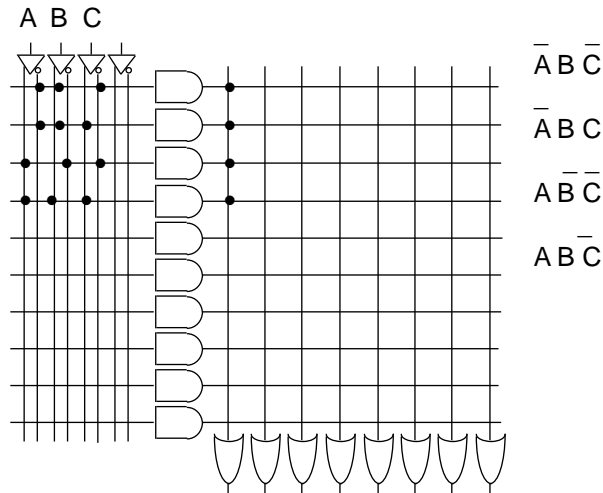 A B C
A̅ B C̅
A̅ B C
A B̅ C̅
A B C̅